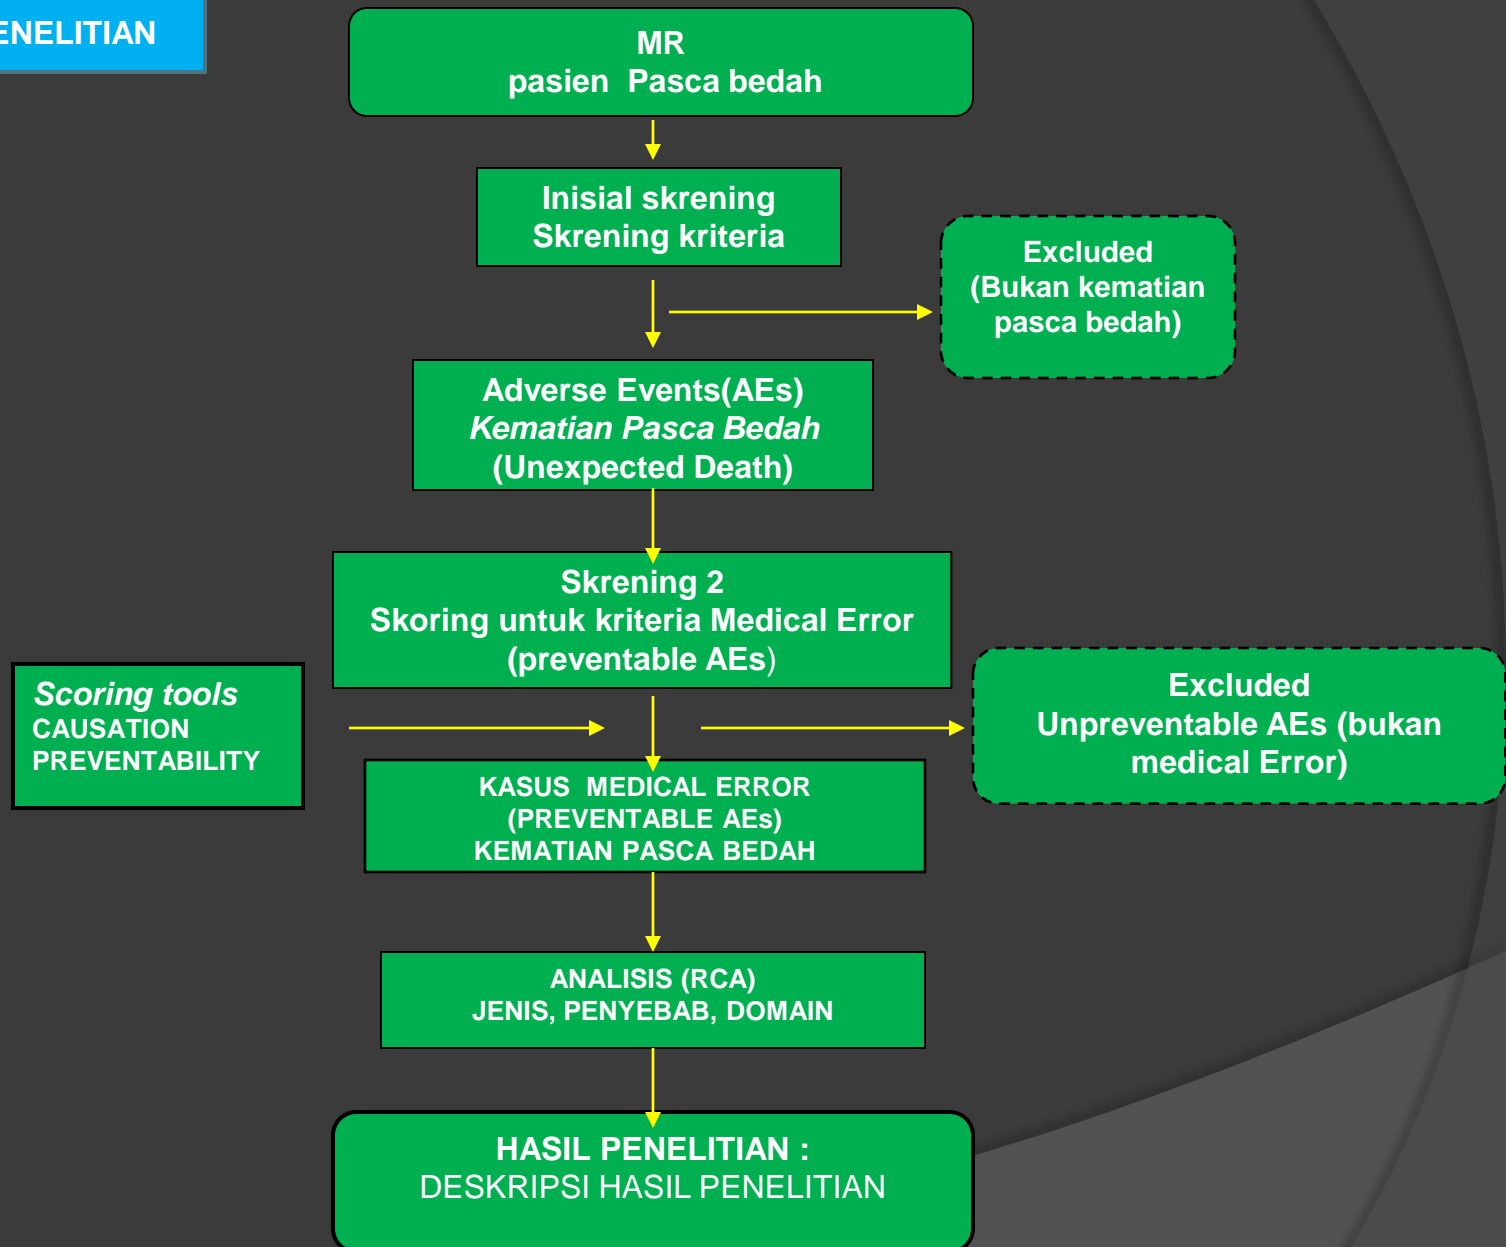 ENELITIAN
MR
pasien Pasca bedah
Inisial skrening
Skrening kriteria
Excluded
(Bukan kematian
pasca bedah)
Adverse Events(AEs)
Kematian Pasca Bedah
(Unexpected Death)
Skrening 2
Skoring untuk kriteria Medical Error
(preventable AEs)
Scoring tools
CAUSATION
PREVENTABILITY
Excluded
Unpreventable AEs (bukan
medical Error)
KASUS MEDICAL ERROR
(PREVENTABLE AEs)
KEMATIAN PASCA BEDAH
ANALISIS (RCA)
JENIS, PENYEBAB, DOMAIN
HASIL PENELITIAN :
DESKRIPSI HASIL PENELITIAN